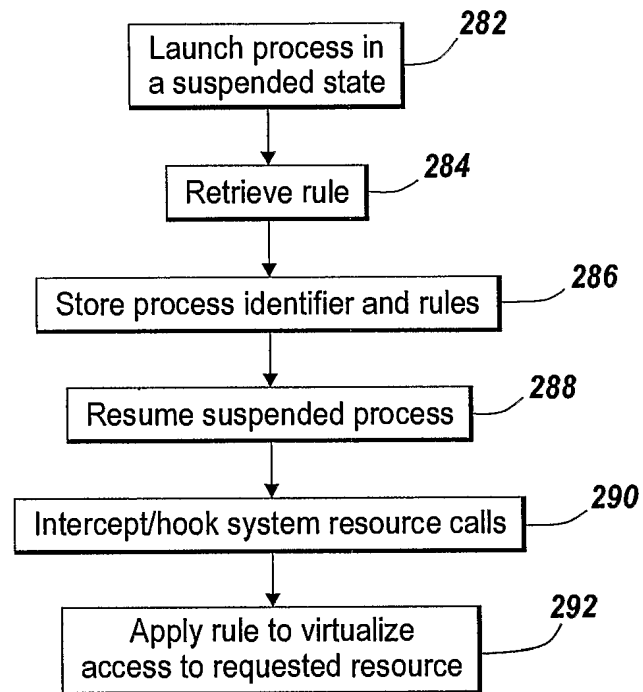 282
Launch process in
a suspended state
284
Retrieve rule
286
Store process identifier and rules
288
Resume suspended process
290
Intercept/hook system resource calls
292
Apply rule to virtualize
access to requested resource